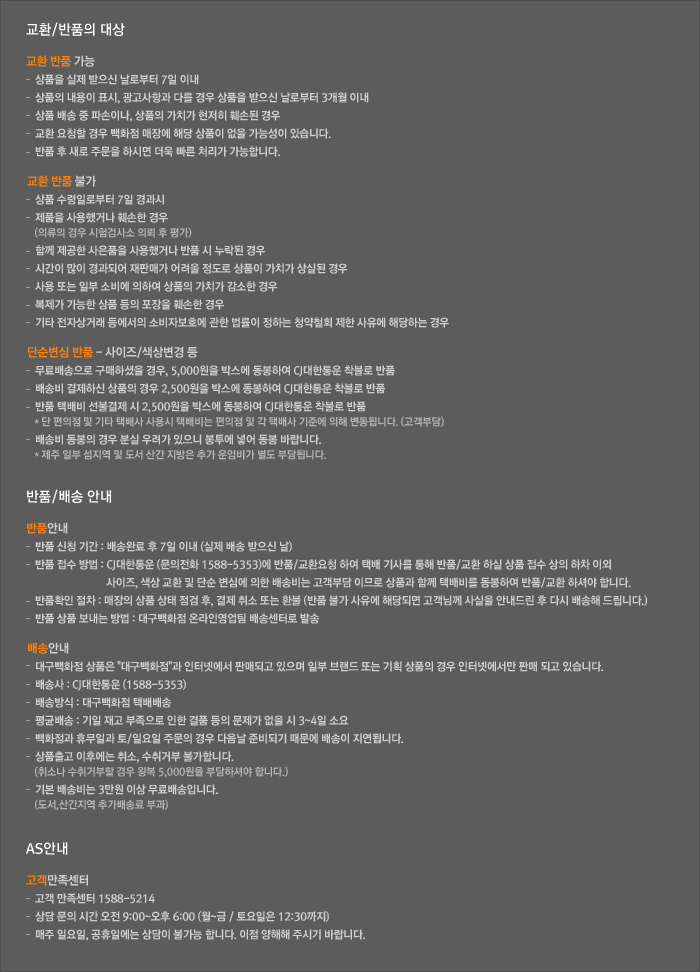 교환/반품의 대상
교환 반품 가능
- 상품을 실제 받으신 날로부터 7일 이내
- 상품의 내용이 표시, 광고사항과 다를 경우 상품을 받으신 날로부터 3개월 이내
- 상품 배송 중 파손이나, 상품의 가치가 현저히 훼손된 경우
- 교환 요청할 경우 백화점 매장에 해당 상품이 없을 가능성이 있습니다.
- 반품 후 새로 주문을 하시면 더욱 빠른 처리가 가능합니다.
교환 반품 불가
- 상품 수령일로부터 7일 경과시
- 제품을 사용했거나 훼손한 경우
(의류의 경우 시험검사소 의뢰 후 평가)
- 함께 제공한 사은품을 사용했거나 반품 시 누락된 경우
- 시간이 많이 경과되어 재판매가 어려울 정도로 상품이 가치가 상실된 경우
- 사용 또는 일부 소비에 의하여 상품의 가치가 감소한 경우
- 복제가 가능한 상품 등의 포장을 훼손한 경우
- 기타 전자상거래 등에서의 소비자보호에 관한 법률이 정하는 청약철회 제한 사유에 해당하는 경우
단순변심 반품 - 사이즈/색상변경 등
- 무료배송으로 구매하셨을 경우, 5,000원을 박스에 동봉하여 CJ대한통운 착불로 반품
- 배송비 결제하신 상품의 경우 2,500원을 박스에 동봉하여 CJ대한통운 착불로 반품
- 반품 택배비 선불결제 시 2,500원을 박스에 동봉하여 CJ대한통운 착불로 반품
* 단 편의점 및 기타 택배사 사용시 택배비는 편의점 및 각 택배사 기준에 의해 변동됩니다. (고객부담)
- 배송비 동봉의 경우 분실 우려가 있으니 봉투에 넣어 동봉 바랍니다.
* 제주 일부 섬지역 및 도서 산간 지방은 추가 운임비가 별도 부담됩니다.
반품/배송 안내
반품안내
- 반품 신청 기간 : 배송완료 후 7일 이내 (실제 배송 받으신 날)
- 반품 접수 방법 : CJ대한통운 (문의전화 1588-5353)에 반품/교환요청 하여 택배 기사를 통해 반품/교환 하실 상품 접수 상의 하차 이외
사이즈, 색상 교환 및 단순 변심에 의한 배송비는 고객부담 이므로 상품과 함께 택배비를 동봉하여 반품/교환 하셔야 합니다.
- 반품확인 절차 : 매장의 상품 상태 점검 후, 결제 취소 또는 환불 (반품 불가 사유에 해당되면 고객님께 사실을 안내드린 후 다시 배송해 드립니다.)
- 반품 상품 보내는 방법 : 대구백화점 온라인영업팀 배송센터로 발송
배송안내
- 대구백화점 상품은 "대구백화점"과 인터넷에서 판매되고 있으며 일부 브랜드 또는 기획 상품의 경우 인터넷에서만 판매 되고 있습니다.
- 배송사 : CJ대한통운 (1588-5353)
- 배송방식 : 대구백화점 택배배송
- 평균배송 : 기일 재고 부족으로 인한 결품 등의 문제가 없을 시 3~4일 소요
- 백화점과 휴무일과 토/일요일 주문의 경우 다음날 준비되기 때문에 배송이 지연됩니다.
- 상품출고 이후에는 취소, 수취거부 불가합니다.
(취소나 수취거부할 경우 왕복 5,000원을 부담하셔야 합니다.)
- 기본 배송비는 3만원 이상 무료배송입니다.
(도서,산간지역 추가배송료 부과)
AS안내
고객만족센터
- 고객 만족센터 1588-5214
- 상담 문의 시간 오전 9:00~오후 6:00 (월~금 / 토요일은 12:30까지)
- 매주 일요일, 공휴일에는 상담이 불가능 합니다. 이점 양해해 주시기 바랍니다.